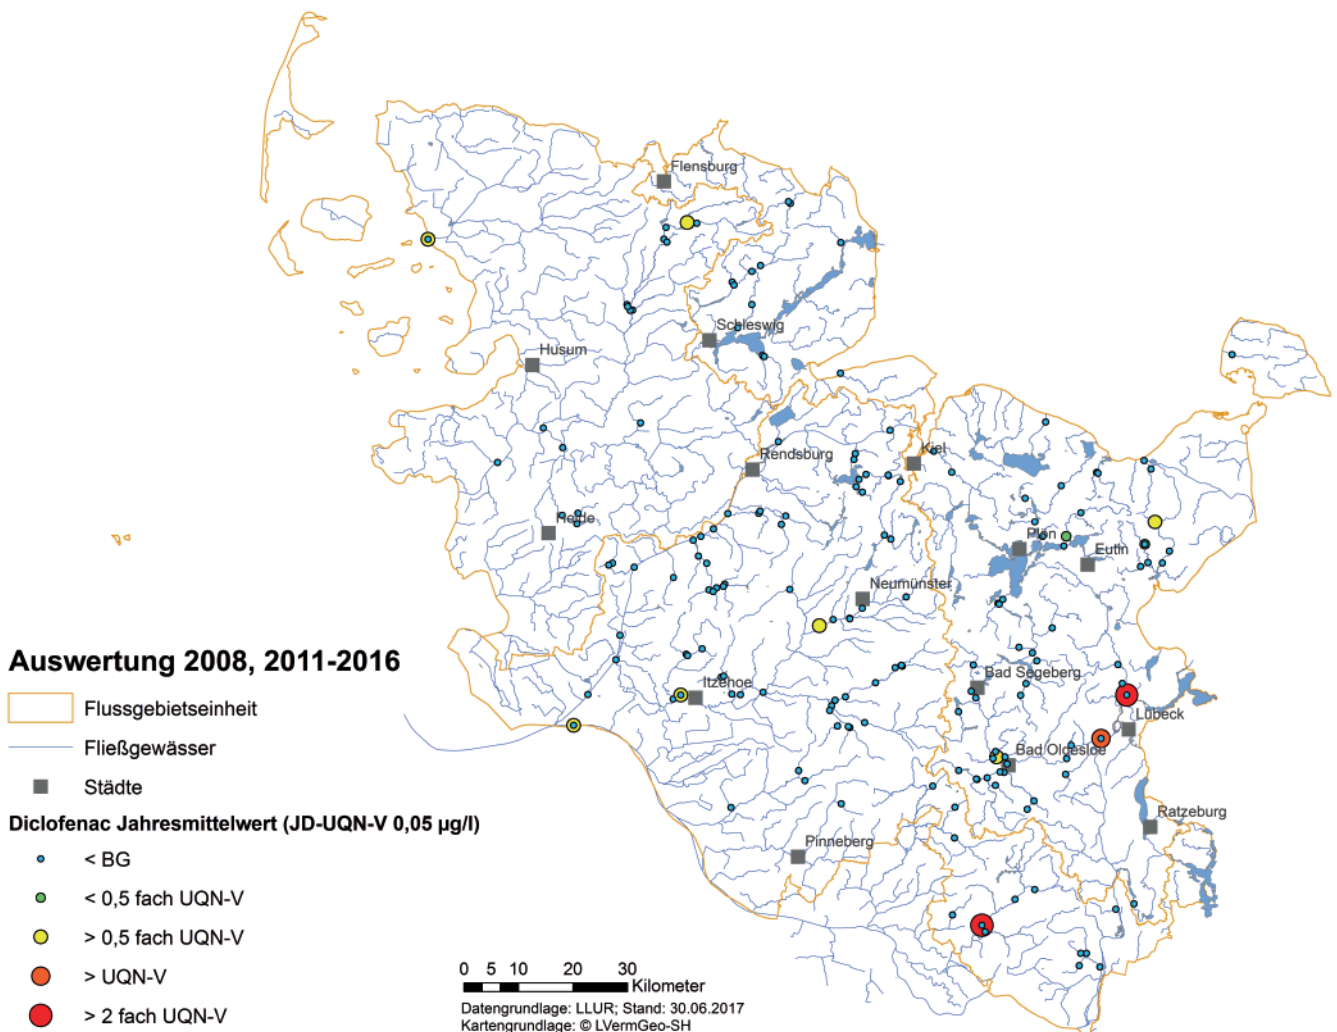 Flensburg
Schleswig
Husum
Rendsburg
Kiel
Heide
Plön
Eutin
Neumünster
Auswertung 2008, 2011-2016
Flussgebietseinheit
Fließgewässer
Städte
Diclofenac Jahresmittelwert (JD-UQN-V 0,05 µg/l)
< BG
< 0,5 fach UQN-V
> 0,5 fach UQN-V
> UQN-V
> 2 fach UQN-V
Itzehoe
Bad Segeberg
Lübeck
Bad Oldesloe
Ratzeburg
Pinneberg
0 5 10 20 30
Kilometer
Datengrundlage: LLUR; Stand: 30.06.2017
Kartengrundlage: © LVermGeo-SH